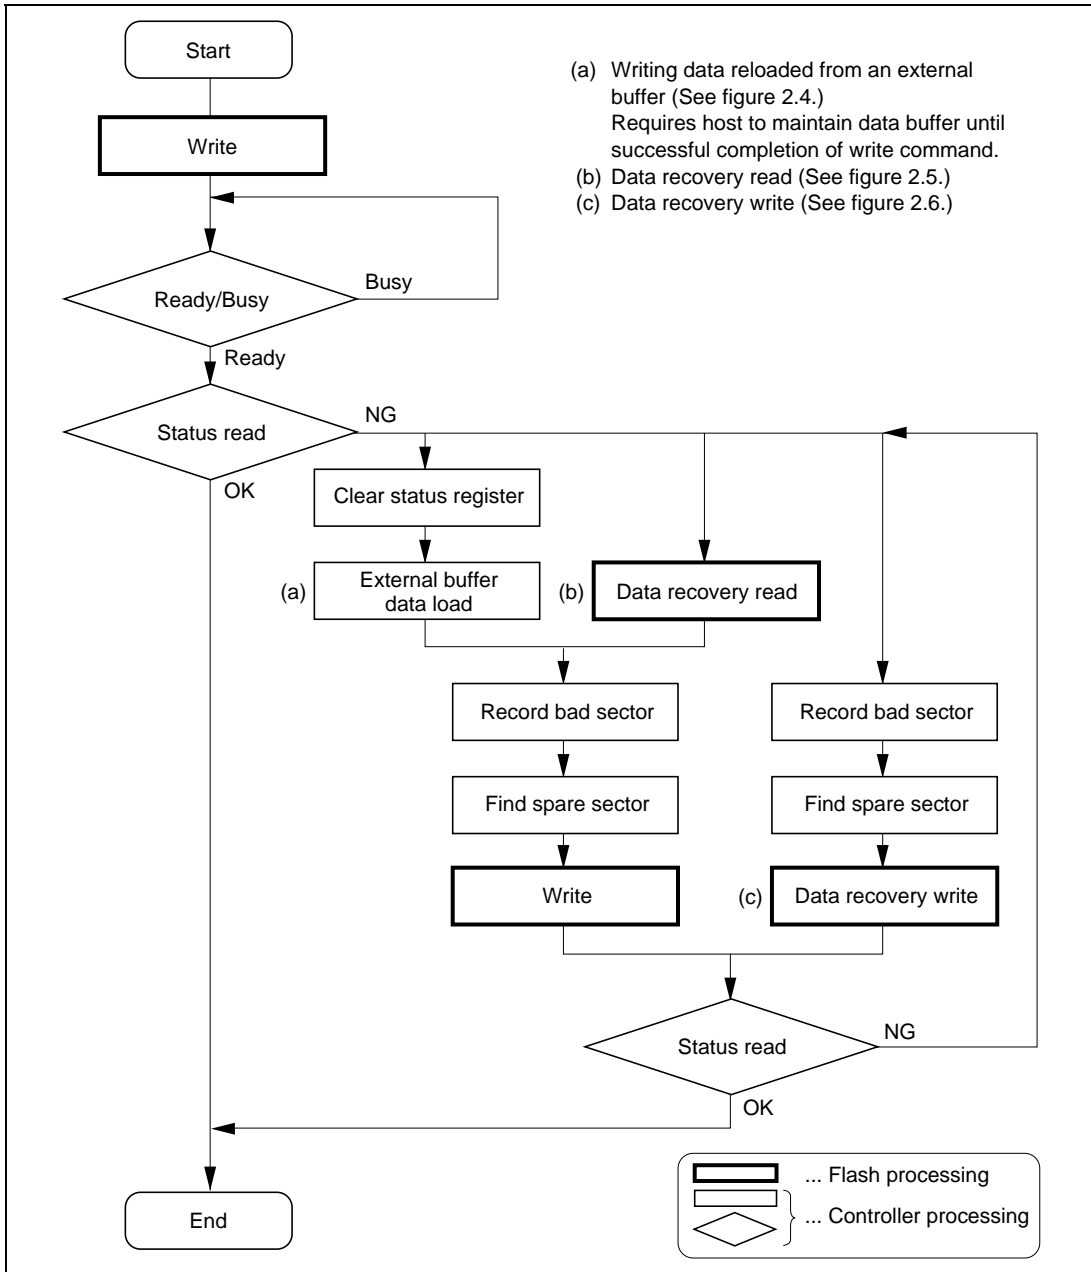 Start
(a) Writing data reloaded from an external
buffer (See figure 2.4.)
Requires host to maintain data buffer until
successful completion of write command.
(b) Data recovery read (See figure 2.5.)
(c) Data recovery write (See figure 2.6.)
Write
Busy
Ready/Busy
Ready
NG
Status read
OK
Clear status register
(a) External buffer
data load
(b) Data recovery read
Record bad sector
Record bad sector
Find spare sector
Find spare sector
Write
(c) Data recovery write
Status read
NG
OK
End
... Flash processing
... Controller processing